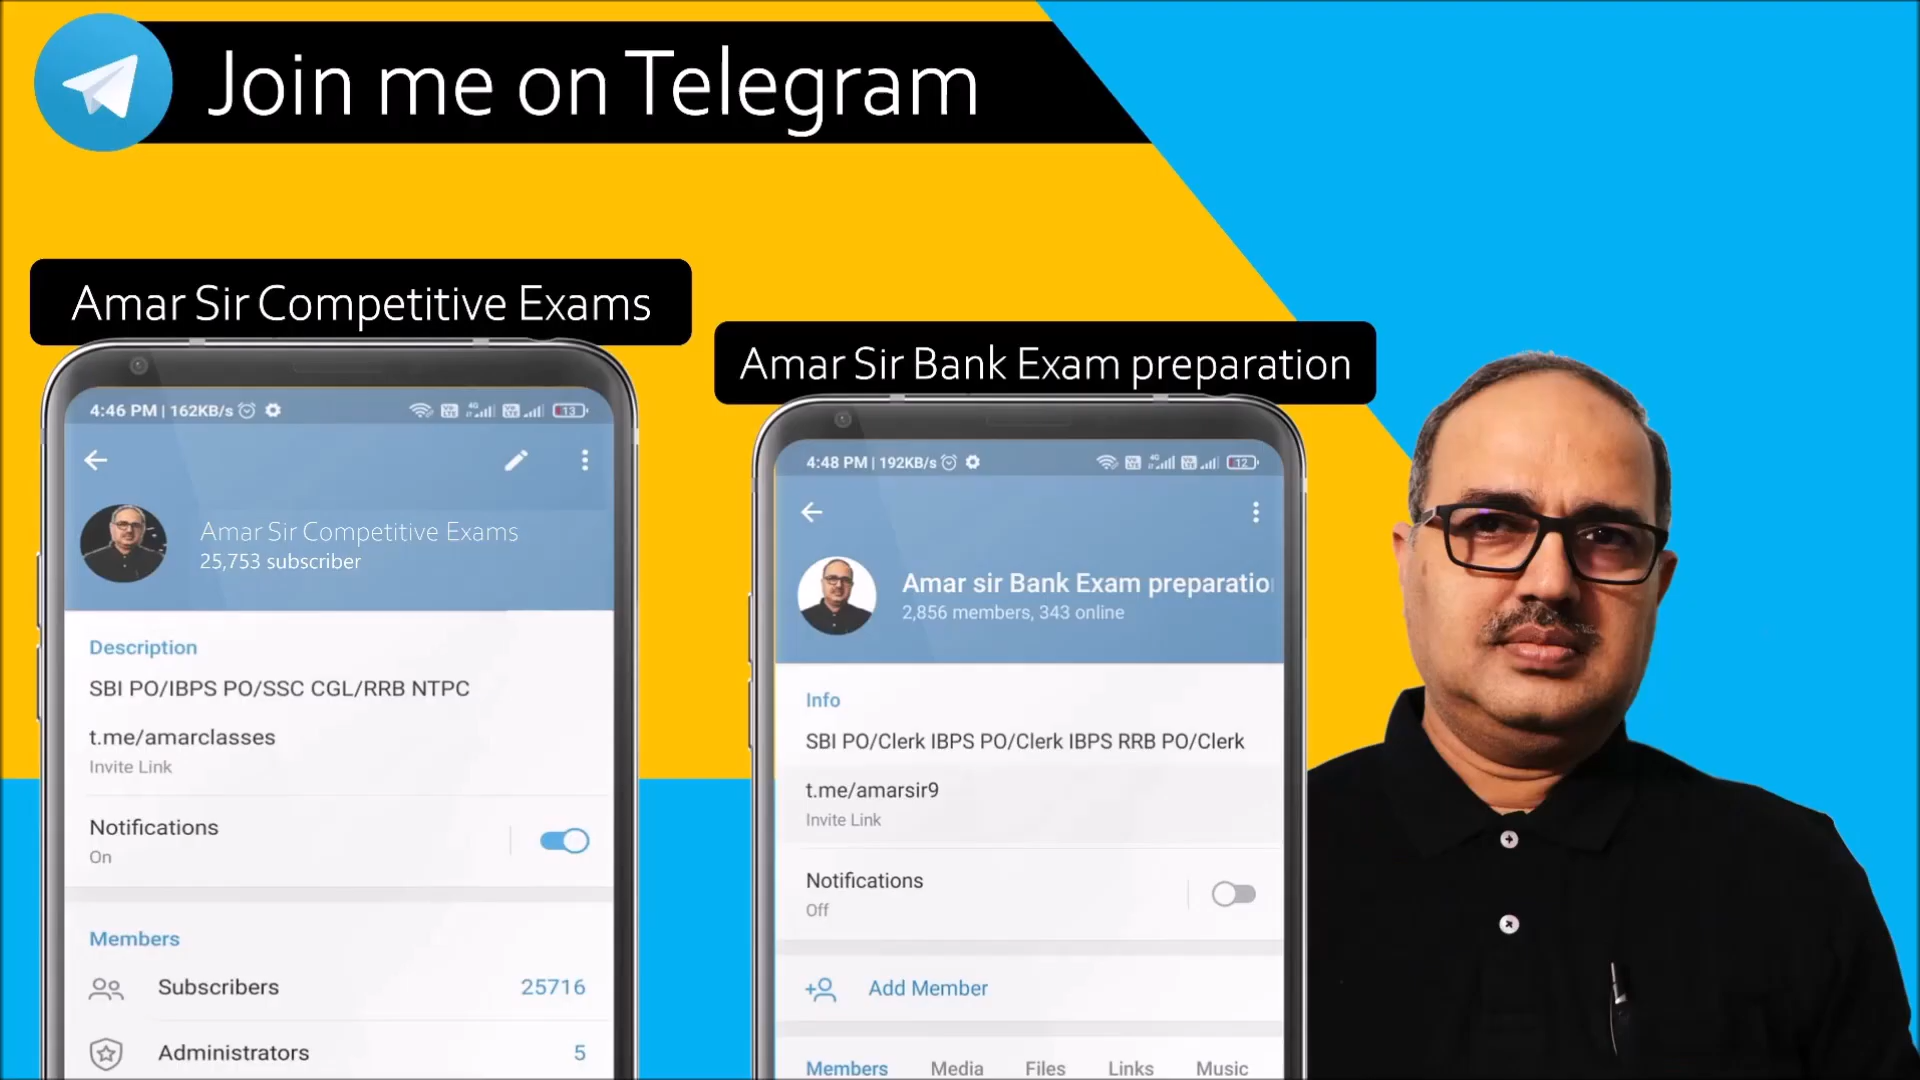 Join me on Telegram
Amar Sir Competitive Exams
4:46 PM | 162KB/s
13
Amar Sir Competitive Exams
25,753 subscriber
Description
SBI PO/IBPS PO/SSC CGL/RRB NTPC
t.me/amarclasses
Invite Link
Notifications
On
Members
Subscribers 25716
Administrators 5
Amar Sir Bank Exam preparation
4:48 PM | 192KB/s
12
Amar sir Bank Exam preparatio
2,856 members, 343 online
Info
SBI PO/Clerk IBPS PO/Clerk IBPS RRB PO/Clerk
t.me/amarsir9
Invite Link
Notifications
Off
Add Member
Members Media Files Links Music